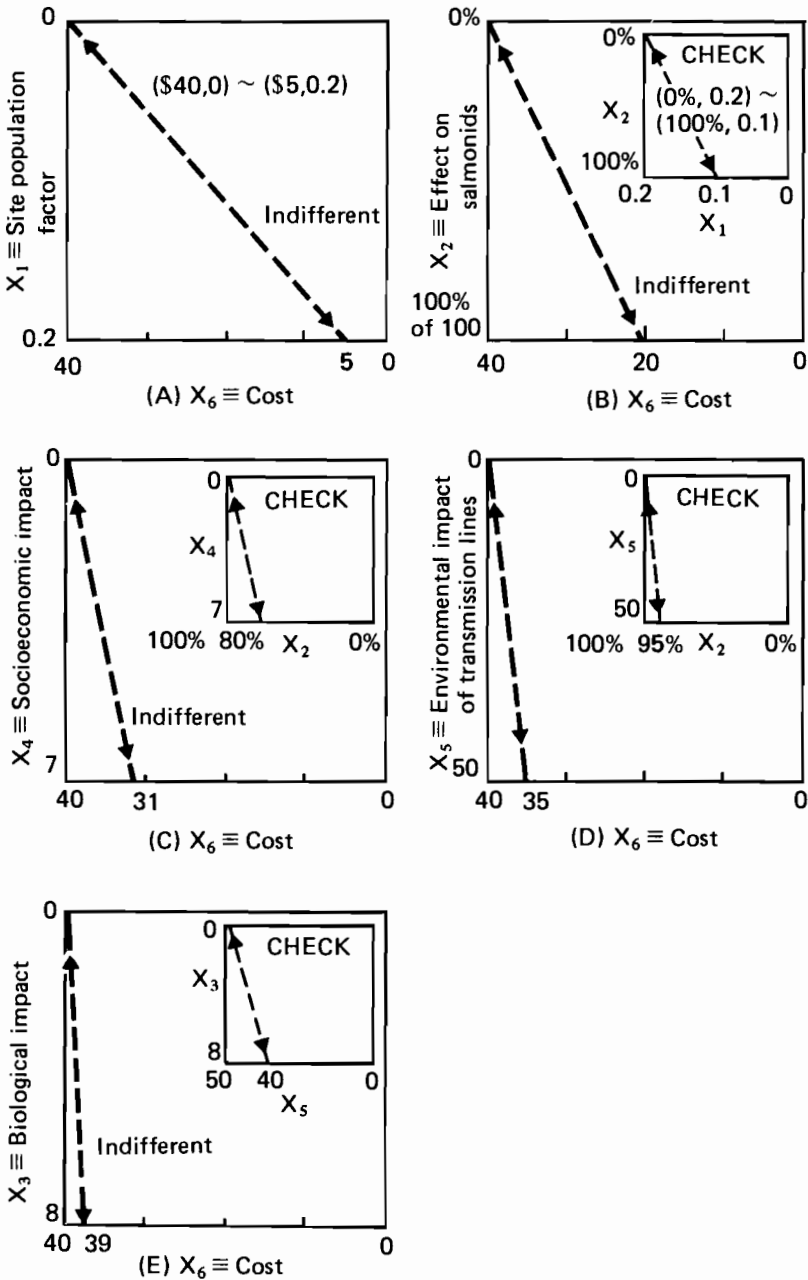 0
($40,0) ~ ($5,0.2)
Indifferent
X1 ≡ Site population
factor
0.2
40
5
0
(A) X6 ≡ Cost
0%
X2 ≡ Effect on
salmonids
100%
of 100
Indifferent
40
20
0
(B) X6 ≡ Cost
0%
CHECK
X2
(0%, 0.2) ~
(100%, 0.1)
100%
0.2
0.1
0
X1
0
X4 ≡ Socioeconomic impact
7
Indifferent
40
31
0
(C) X6 ≡ Cost
0
CHECK
X4
7
100%
80%
X2
0%
0
X5 ≡ Environmental impact
of transmission lines
50
40
35
0
(D) X6 ≡ Cost
0
CHECK
X5
50
100%
95%
X2
0%
0
X3 ≡ Biological impact
8
Indifferent
40
39
0
(E) X6 ≡ Cost
0
CHECK
X3
8
50
40
0
X5